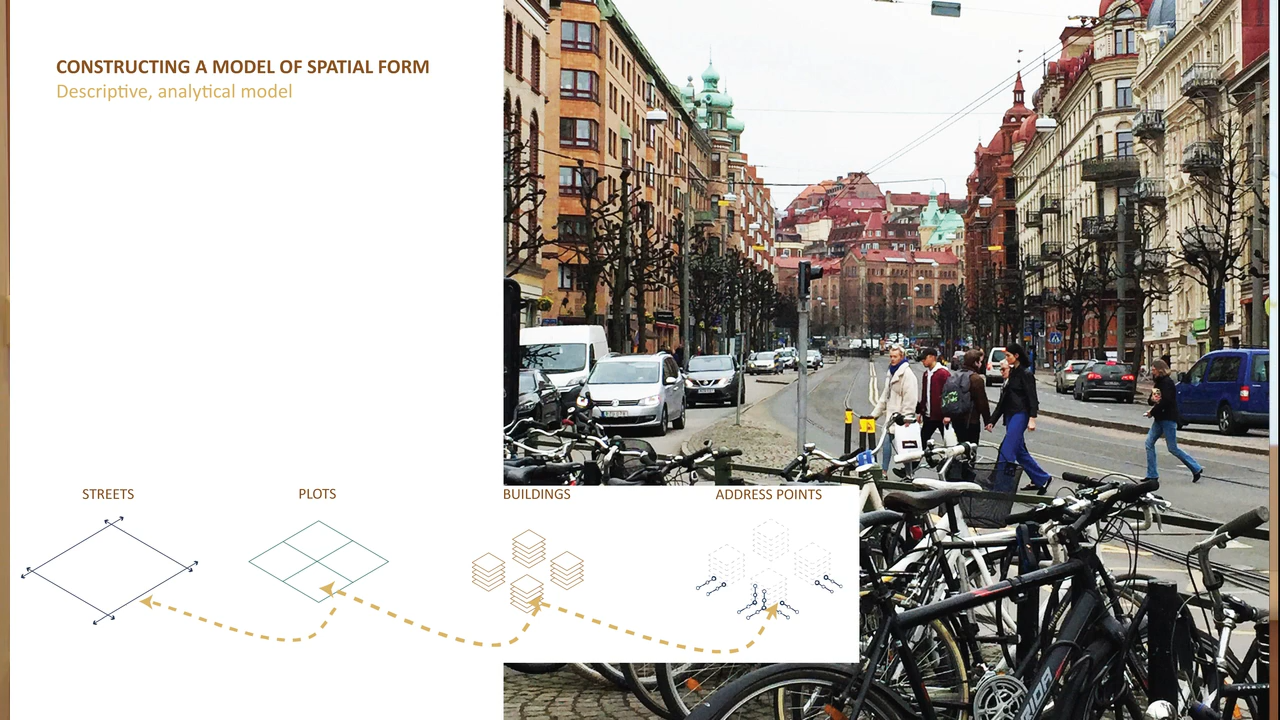 CONSTRUCTING A MODEL OF SPATIAL FORM
Descriptive, analytical model
STREETS
PLOTS
BUILDINGS
ADDRESS POINTS